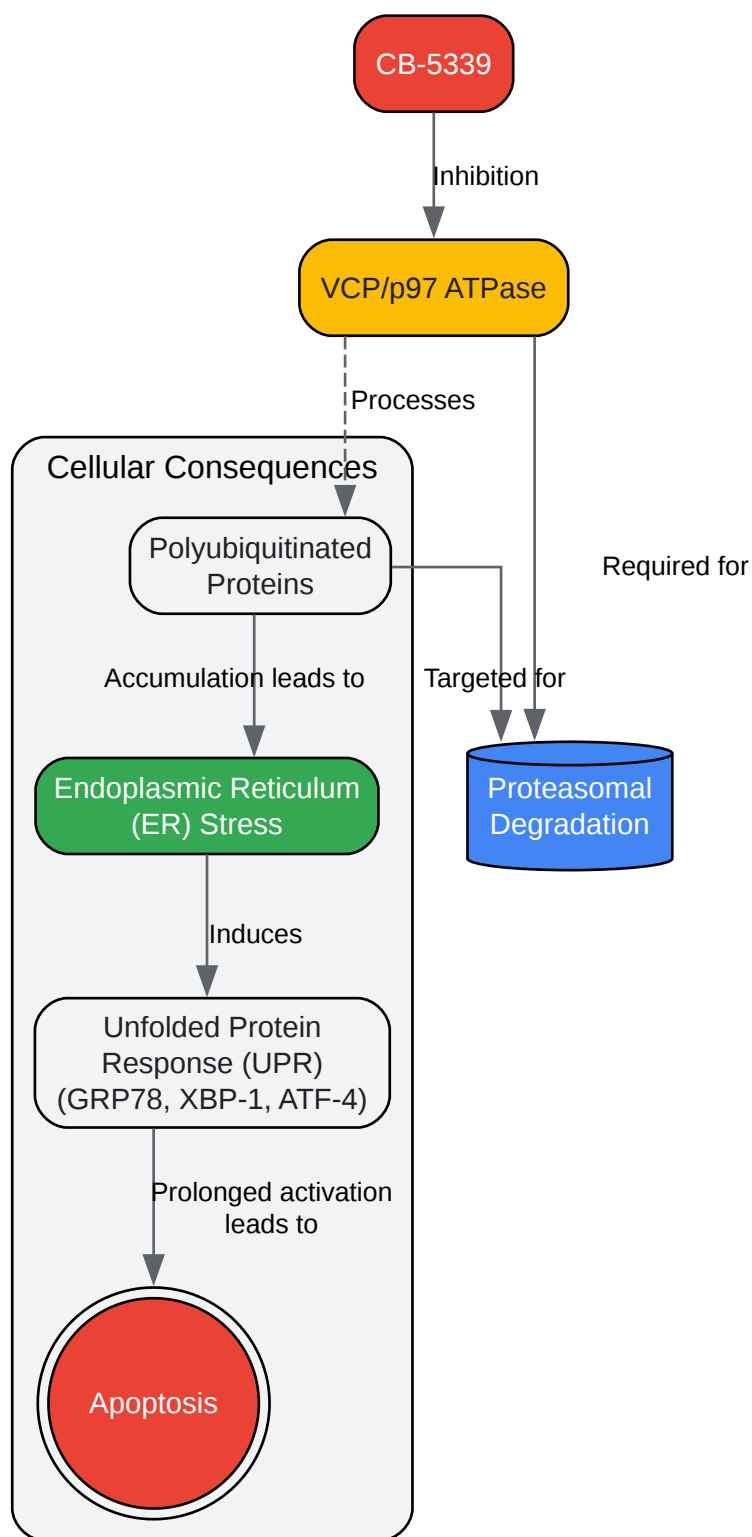 CB-5339
Inhibition
VCP/p97 ATPase
Processes
Cellular Consequences
Polyubiquitinated
Proteins
Required for
Accumulation leads to
Targeted for
Endoplasmic Reticulum
(ER) Stress
Proteasomal
Degradation
Induces
Unfolded Protein
Response (UPR)
(GRP78, XBP-1, ATF-4)
Prolonged activation
leads to
Apoptosis